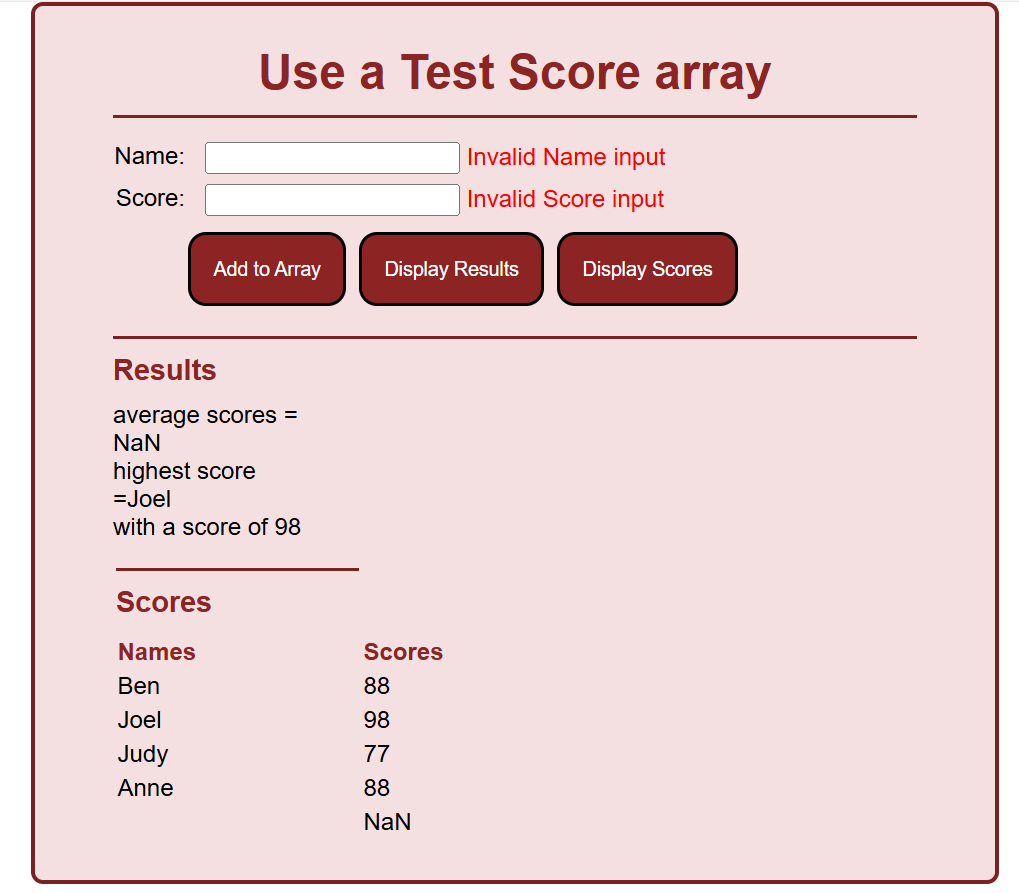 Use a Test Score array
Name: Invalid Name input
Score: Invalid Score input
Add to Array Display Results Display Scores
Results
average scores =
NaN
highest score
=Joel
with a score of 98
Scores
Names Scores
Ben 88
Joel 98
Judy 77
Anne 88
NaN